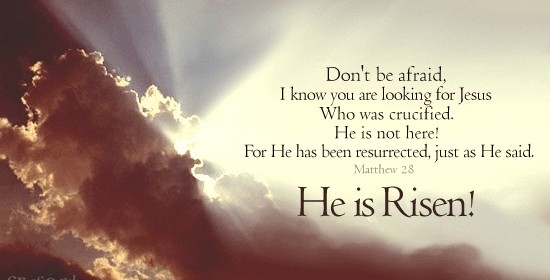 Don't be afraid,
I know you are looking for Jesus
Who was crucified.
He is not here!
For He has been resurrected, just as He said.
Matthew 28
He is Risen!